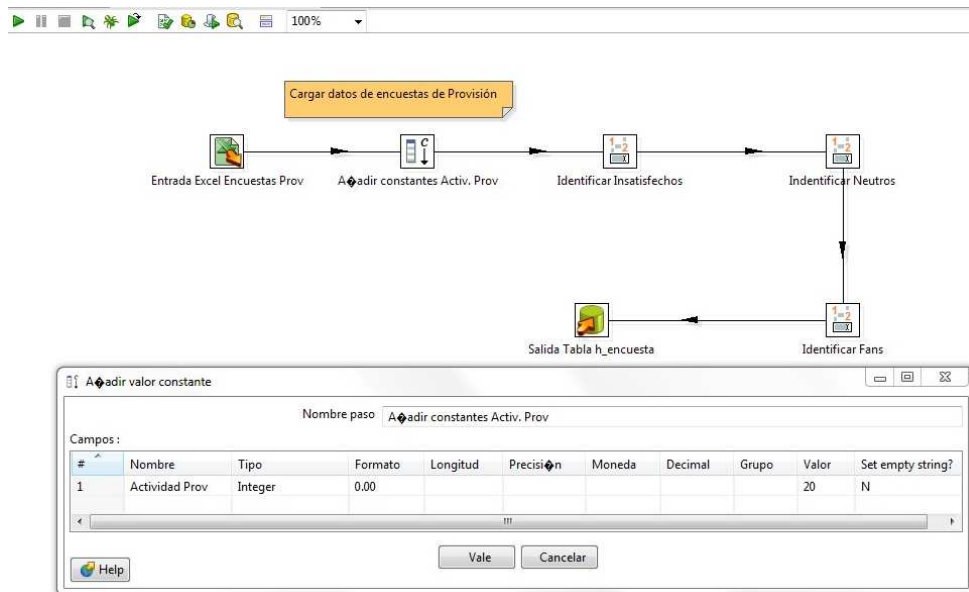 100%
Cargar datos de encuestas de Provisión
Entrada Excel Encuestas Prov
A�adir constantes Activ. Prov
Identificar Insatisfechos
Indentificar Neutros
Salida Tabla h_encuesta
Identificar Fans
A�adir valor constante
Nombre paso A�adir constantes Activ. Prov
Campos :
# Nombre Tipo Formato Longitud Precisi�n Moneda Decimal Grupo Valor Set empty string?
1 Actividad Prov Integer 0.00 20 N
Vale Cancelar
Help